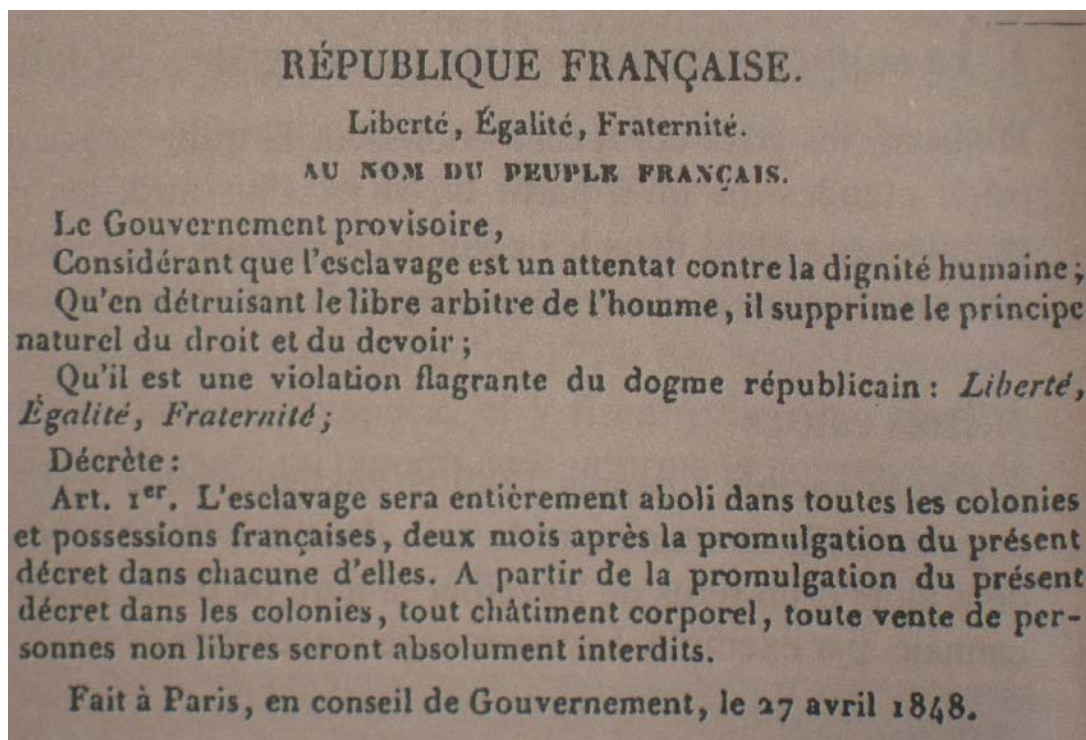 RÉPUBLIQUE FRANÇAISE.
Liberté, Égalité, Fraternité.
AU NOM DU PEUPLE FRANÇAIS.
Le Gouvernement provisoire,
Considérant que l'esclavage est un attentat contre la dignité humaine;
Qu'en détruisant le libre arbitre de l'homme, il supprime le principe
naturel du droit et du devoir;
Qu'il est une violation flagrante du dogme républicain: Liberté,
Égalité, Fraternité;
Décrète:
Art. 1er. L'esclavage sera entièrement aboli dans toutes les colonies
et possessions françaises, deux mois après la promulgation du présent
décret dans chacune d'elles. A partir de la promulgation du présent
décret dans les colonies, tout châtiment corporel, toute vente de per-
sonnes non libres seront absolument interdits.
Fait à Paris, en conseil de Gouvernement, le 27 avril 1848.